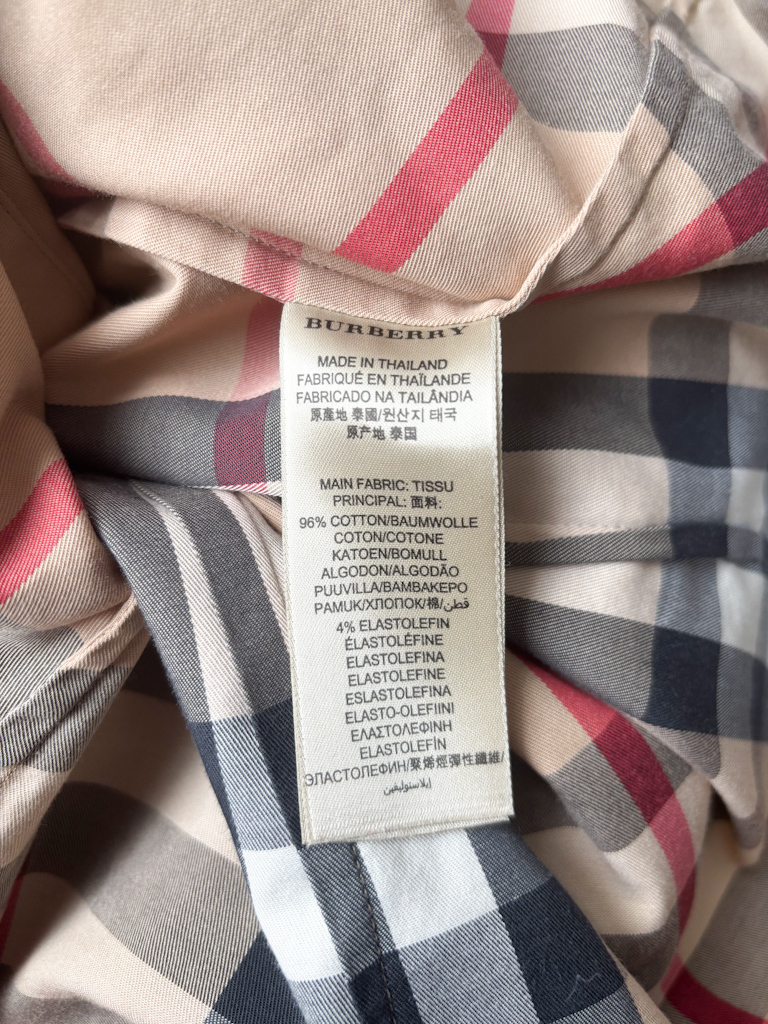 BURBERRY
MADE IN THAILAND
FABRIQUÉ EN THAÏLANDE
FABRICADO NA TAILÂNDIA
原產地 泰國/원산지 태국
原产地 泰国
MAIN FABRIC: TISSU
PRINCIPAL: 面料:
96% COTTON/BAUMWOLLE
COTON/COTONE
KATOEN/BOMULL
ALGODON/ALGODÃO
PUUVILLA/ΒΑΜΒΑΚΕΡΟ
PAMUK/ХЛОПОК/棉/قطن
4% ELASTOLEFIN
ÉLASTOLÉFINE
ELASTOLEFINA
ELASTOLEFINE
ESLASTOLEFINA
ELASTO-OLEFIINI
ΕΛΑΣΤΟΛΕΦΙΝΗ
ELASTOLEFÍN
ЭЛАСТОЛЕФИН/聚烯烴彈性纖維/
إيلاستوليفين